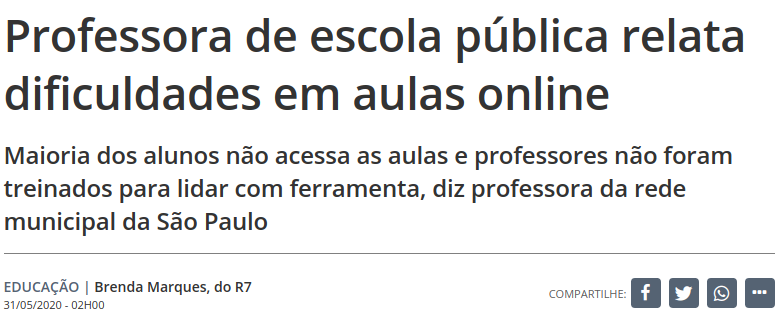 Professora de escola pública relata
dificuldades em aulas online
Maioria dos alunos não acessa as aulas e professores não foram
treinados para lidar com ferramenta, diz professora da rede
municipal da São Paulo
EDUCAÇÃO | Brenda Marques, do R7
31/05/2020 - 02H00
COMPARTILHE: